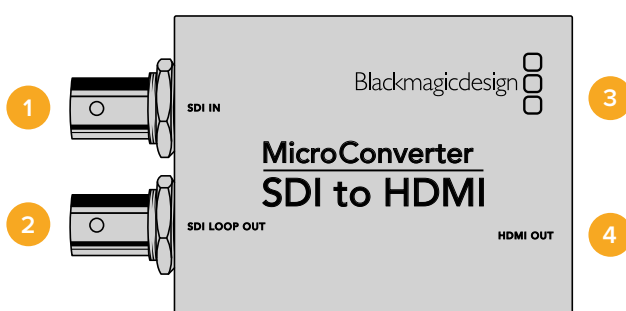 1
SDI IN
Blackmagicdesign
3
MicroConverter
SDI to HDMI
2
SDI LOOP OUT
HDMI OUT
4